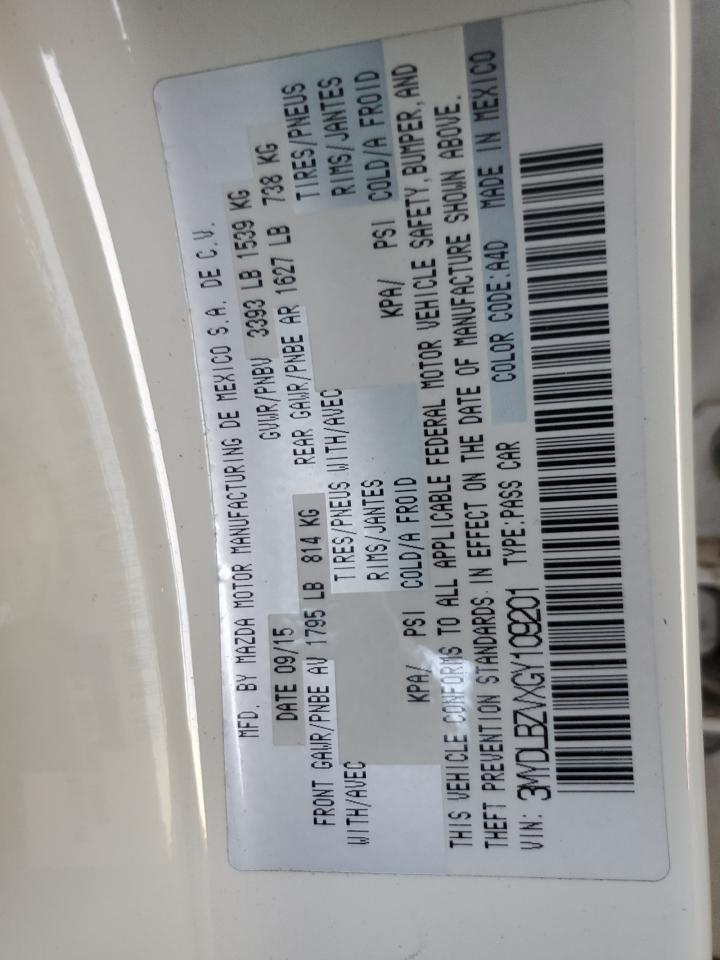 MFD. BY MAZDA MOTOR MANUFACTURING DE MEXICO S.A. DE C.V.
DATE 09/15 GVWR/PNBV 3393 LB 1539 KG
FRONT GAWR/PNBE AV 1795 LB 814 KG REAR GAWR/PNBE AR 1627 LB 738 KG
WITH/AVEC TIRES/PNEUS WITH/AVEC TIRES/PNEUS
RIMS/JANTES RIMS/JANTES
KPA/ PSI COLD/A FROID KPA/ PSI COLD/A FROID
THIS VEHICLE CONFORMS TO ALL APPLICABLE FEDERAL MOTOR VEHICLE SAFETY, BUMPER, AND
THEFT PREVENTION STANDARDS IN EFFECT ON THE DATE OF MANUFACTURE SHOWN ABOVE.
VIN: 3MYDLBZVXGY109201 TYPE:PASS CAR COLOR CODE:A4D MADE IN MEXICO